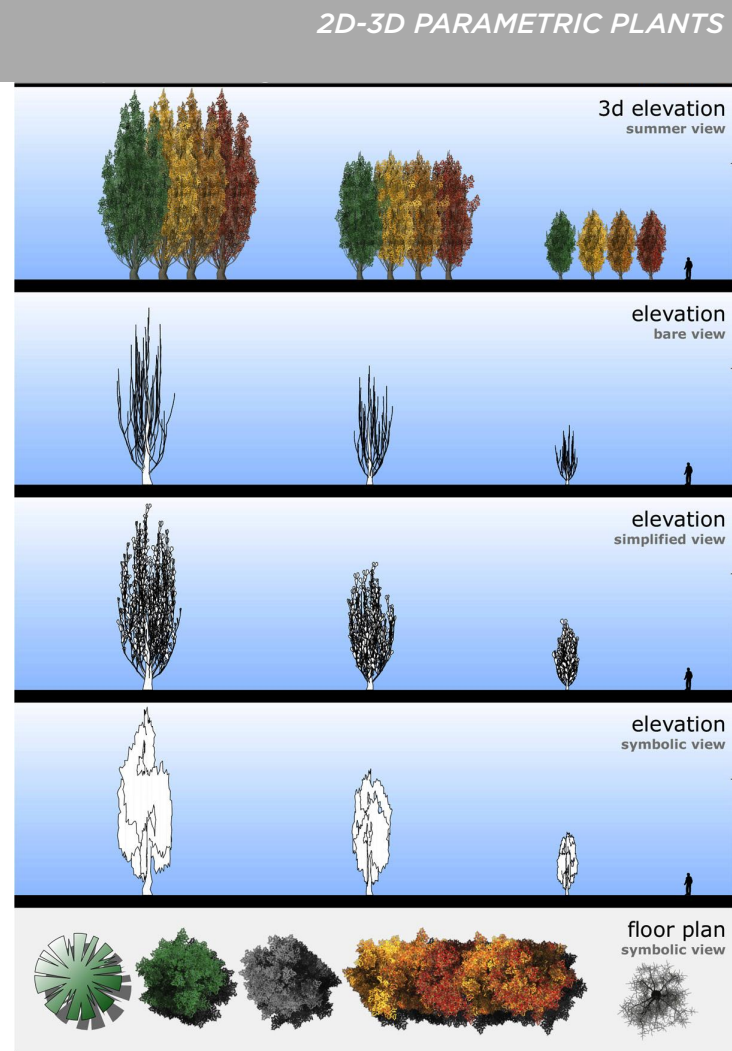 2D-3D PARAMETRIC PLANTS
3d elevation
summer view
elevation
bare view
elevation
simplified view
elevation
symbolic view
floor plan
symbolic view